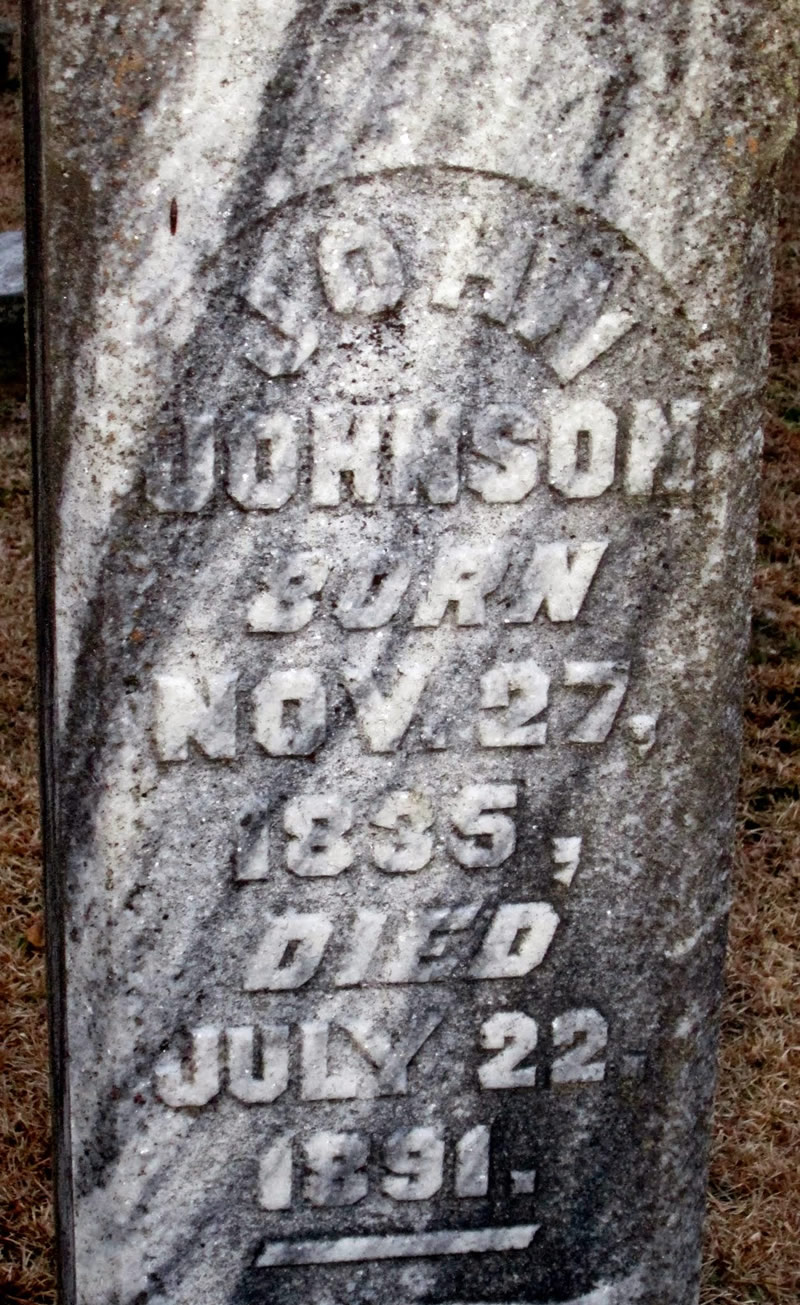 JOHN
JOHNSON
BORN
NOV. 27,
1835,
DIED
JULY 22.
1891.